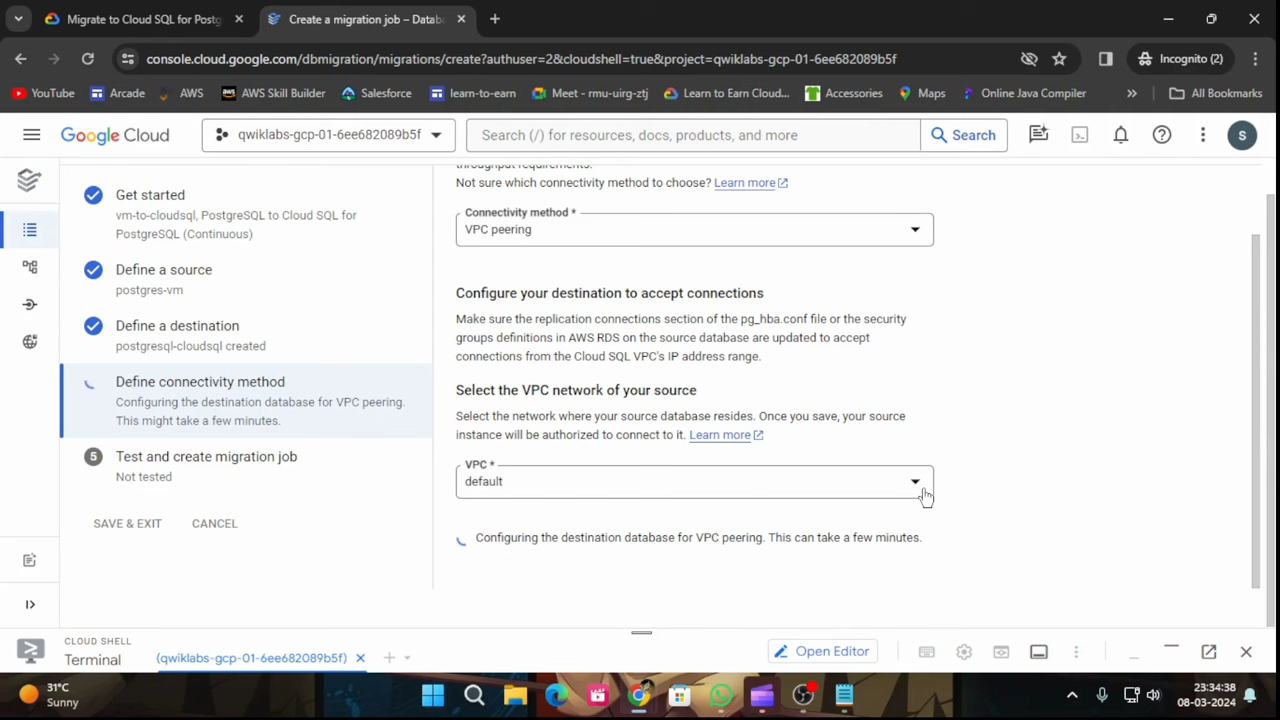 Migrate to Cloud SQL for Postg
Create a migration job – Datab
console.cloud.google.com/dbmigration/migrations/create?authuser=2&cloudshell=true&project=qwiklabs-gcp-01-6ee682089b5f
Incognito (2)
YouTube
Arcade
AWS
AWS Skill Builder
Salesforce
learn-to-earn
Meet - rmu-uirg-ztj
Learn to Earn Cloud...
Accessories
Maps
Online Java Compiler
All Bookmarks
Google Cloud
qwiklabs-gcp-01-6ee682089b5f
Search (/) for resources, docs, products, and more
Search
S
Get started
vm-to-cloudsql, PostgreSQL to Cloud SQL for
PostgreSQL (Continuous)
Define a source
postgres-vm
Define a destination
postgresql-cloudsql created
Define connectivity method
Configuring the destination database for VPC peering.
This might take a few minutes.
5
Test and create migration job
Not tested
SAVE & EXIT
CANCEL
throughput requirements.
Not sure which connectivity method to choose? Learn more
Connectivity method *
VPC peering
Configure your destination to accept connections
Make sure the replication connections section of the pg_hba.conf file or the security
groups definitions in AWS RDS on the source database are updated to accept
connections from the Cloud SQL VPC's IP address range.
Select the VPC network of your source
Select the network where your source database resides. Once you save, your source
instance will be authorized to connect to it. Learn more
VPC *
default
Configuring the destination database for VPC peering. This can take a few minutes.
CLOUD SHELL
Terminal
(qwiklabs-gcp-01-6ee682089b5f)
Open Editor
31°C
Sunny
23:34:38
08-03-2024